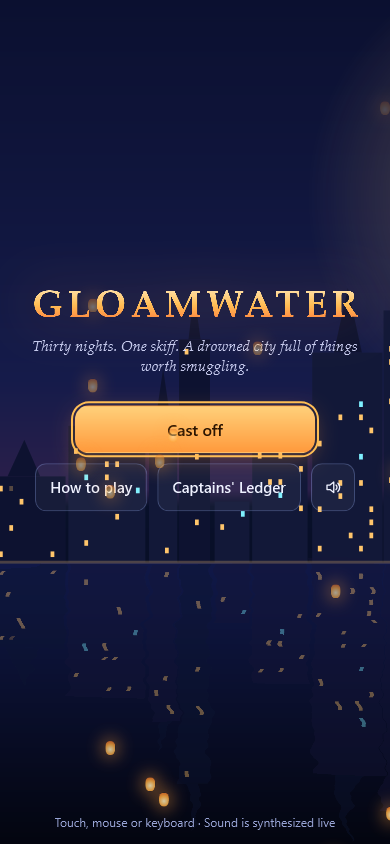 GLOAMWATER
Thirty nights. One skiff. A drowned city full of things
worth smuggling.
Cast off
How to play
Captains' Ledger
Touch, mouse or keyboard · Sound is synthesized live